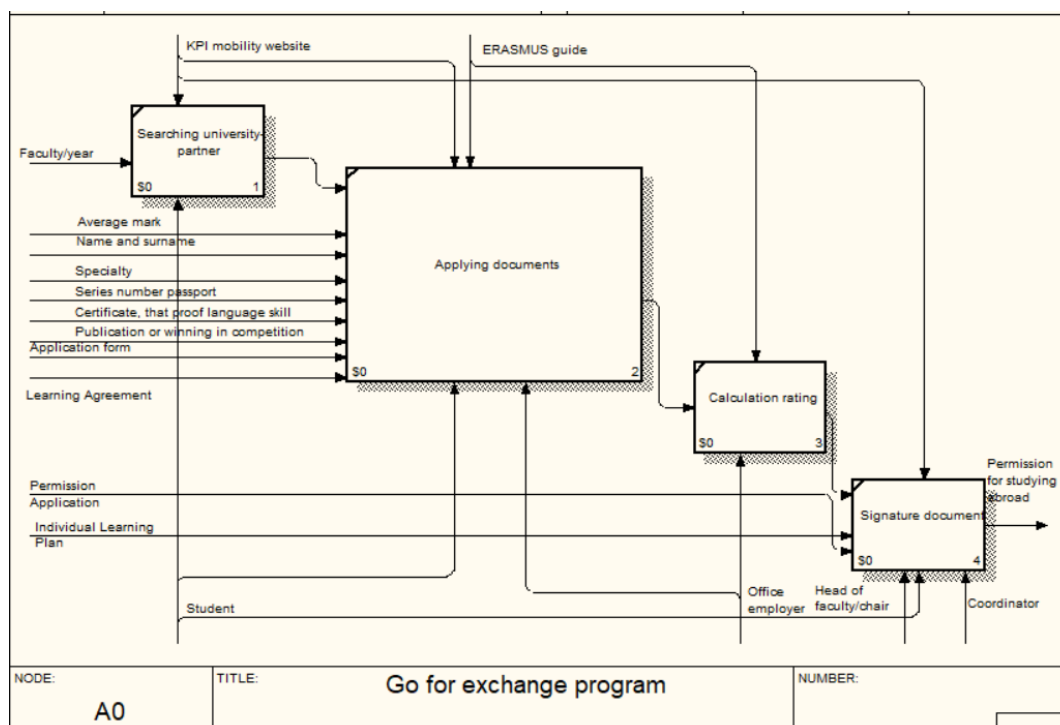 KPI mobility website
ERASMUS guide
Searching university-
partner
Faculty/year
$0
1
Average mark
Name and surname
Specialty
Series number passport
Certificate, that proof language skill
Publication or winning in competition
Application form
Learning Agreement
Applying documents
$0
2
Calculation rating
$0
3
Permission
Application
Individual Learning
Plan
Permission
for studying
abroad
Signature document
$0
4
Student
Office
employer
Head of
faculty/chair
Coordinator
NODE:
A0
TITLE:
Go for exchange program
NUMBER: